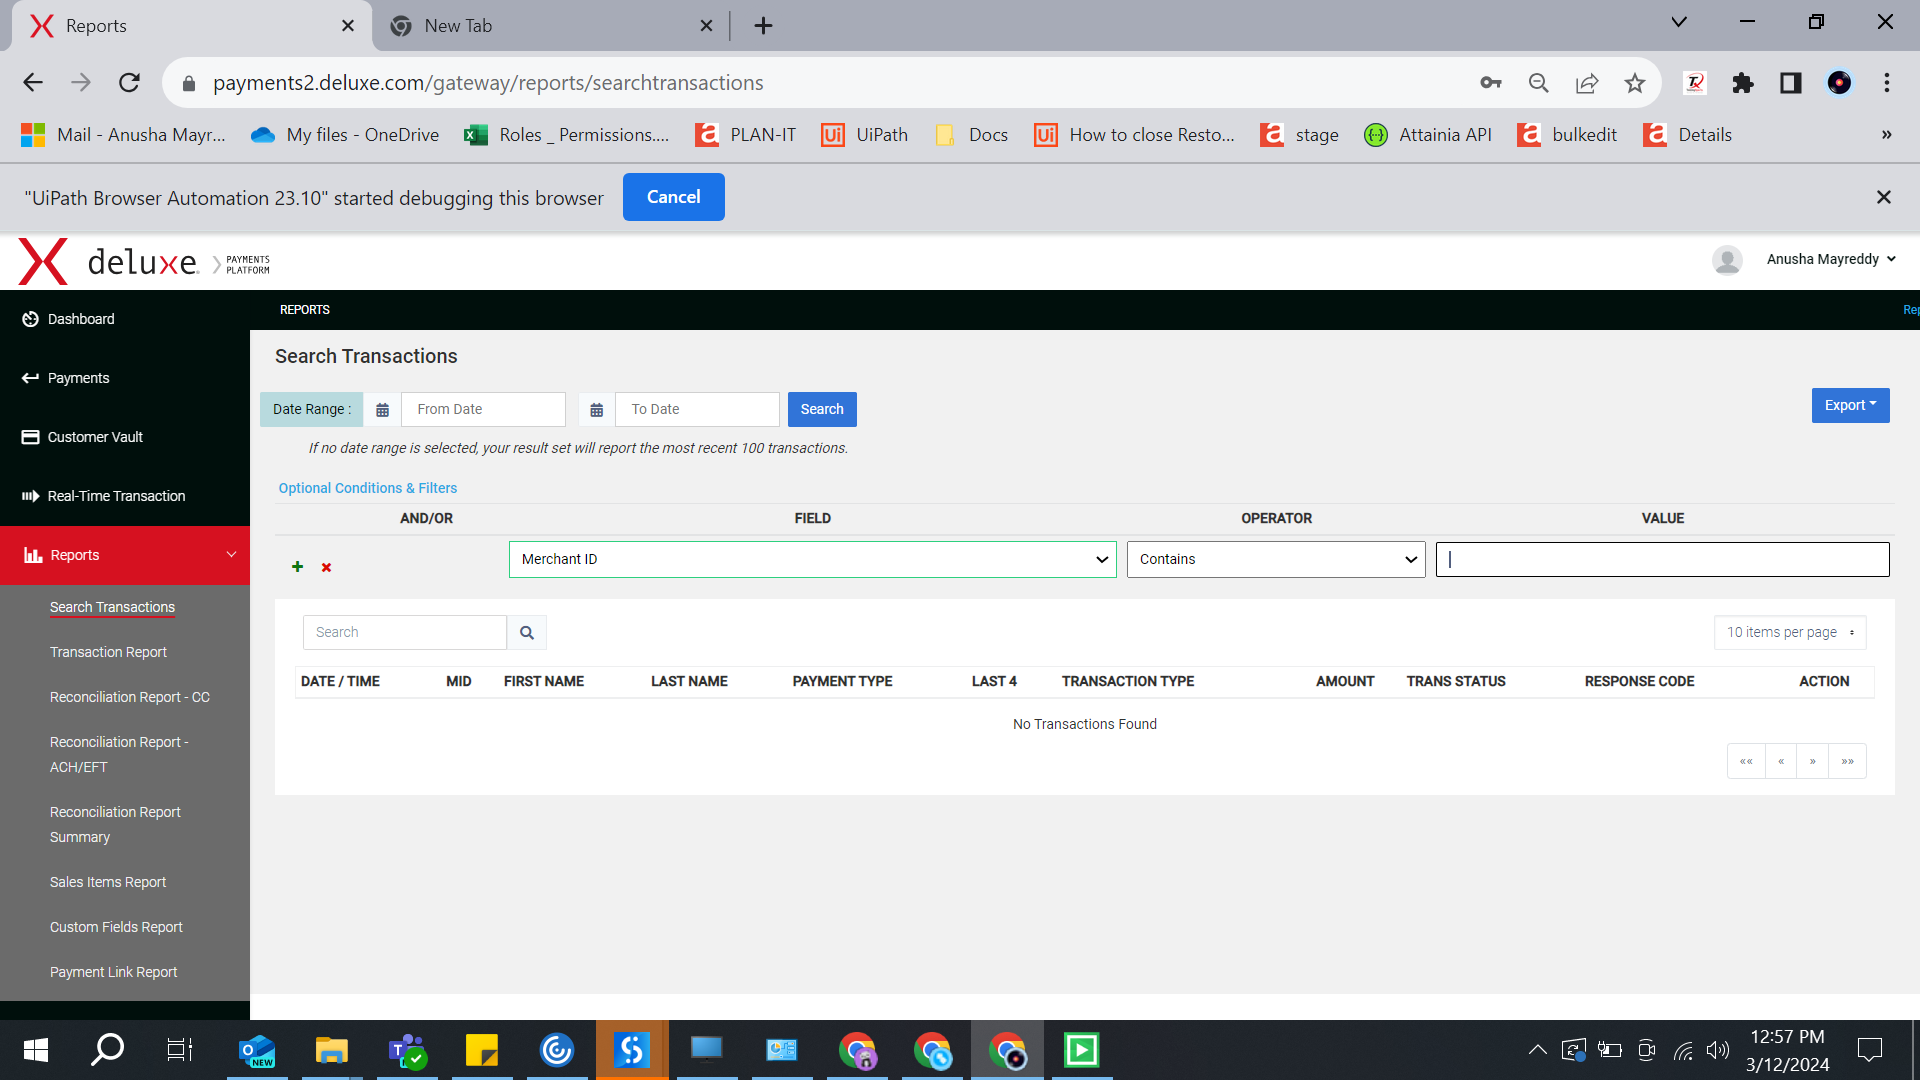 Reports
New Tab
payments2.deluxe.com/gateway/reports/searchtransactions
Mail - Anusha Mayr...
My files - OneDrive
Roles _ Permissions....
PLAN-IT
UiPath
Docs
How to close Resto...
stage
Attainia API
bulkedit
Details
»
"UiPath Browser Automation 23.10" started debugging this browser
Cancel
deluxe.
PAYMENTS
PLATFORM
Anusha Mayreddy
Dashboard
Payments
Customer Vault
Real-Time Transaction
Reports
Search Transactions
Transaction Report
Reconciliation Report - CC
Reconciliation Report -
ACH/EFT
Reconciliation Report
Summary
Sales Items Report
Custom Fields Report
Payment Link Report
REPORTS
Rep
Search Transactions
Date Range :
From Date
To Date
Search
Export
If no date range is selected, your result set will report the most recent 100 transactions.
Optional Conditions & Filters
AND/OR
FIELD
OPERATOR
VALUE
Merchant ID
Contains
Search
10 items per page
DATE / TIME
MID
FIRST NAME
LAST NAME
PAYMENT TYPE
LAST 4
TRANSACTION TYPE
AMOUNT
TRANS STATUS
RESPONSE CODE
ACTION
No Transactions Found
««
«
»
»»
NEW
12:57 PM
3/12/2024